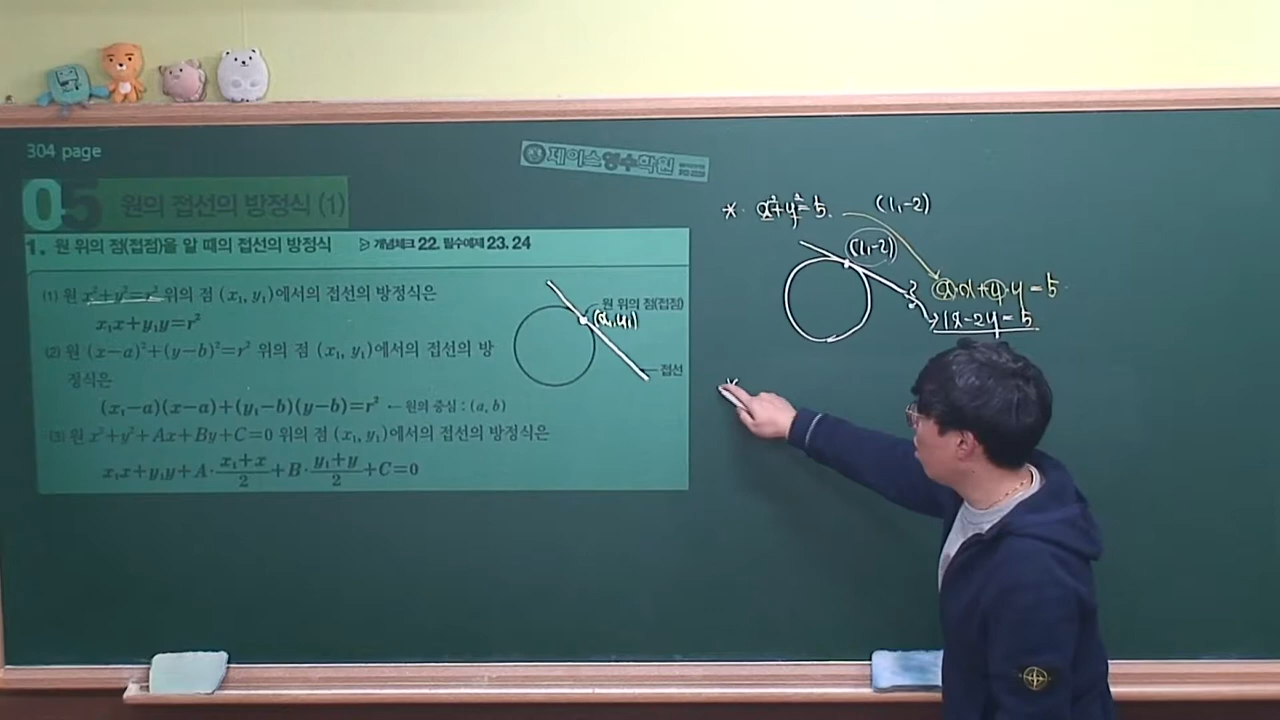 304 page
제이스영수학원
05 원의 접선의 방정식 (1)
1. 원 위의 점(접점)을 알 때의 접선의 방정식 ▷ 개념체크 22. 필수예제 23, 24
(1) 원 x²+y²=r² 위의 점 (x₁, y₁)에서의 접선의 방정식은
x₁x+y₁y=r²
(2) 원 (x-a)²+(y-b)²=r² 위의 점 (x₁, y₁)에서의 접선의 방
정식은
(x₁-a)(x-a)+(y₁-b)(y-b)=r² ← 원의 중심 : (a, b)
(3) 원 x²+y²+Ax+By+C=0 위의 점 (x₁, y₁)에서의 접선의 방정식은
x₁x+y₁y+A·\frac{x₁+x}{2}+B·\frac{y₁+y}{2}+C=0
원 위의 점(접점)
(x₁, y₁)
접선
* x²+y²=5. (1,-2)
(1,-2)
x·x+y·y=5
1x-2y=5